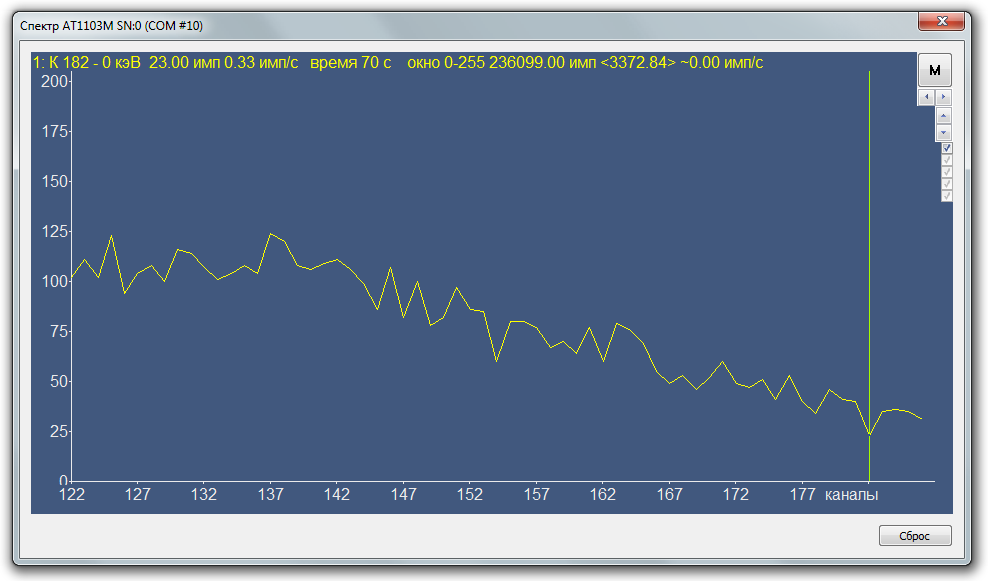 Спектр АТ1103М SN:0 (COM #10)
1: К 182 - 0 кэВ 23.00 имп 0.33 имп/с время 70 с окно 0-255 236099.00 имп <3372.84> ~0.00 имп/с
М
200
175
150
125
100
75
50
25
0
122 127 132 137 142 147 152 157 162 167 172 177 каналы
Сброс